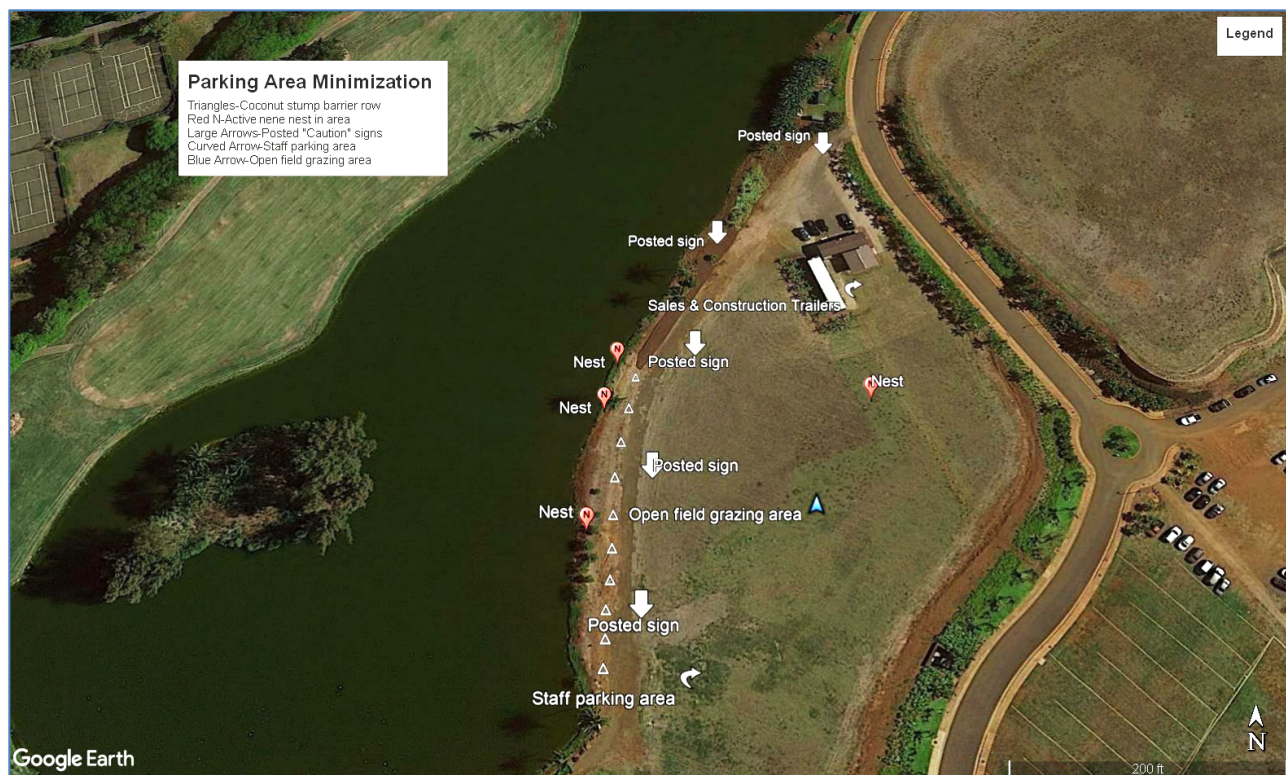 Legend
Parking Area Minimization
Triangles-Coconut stump barrier row
Red N-Active nene nest in area
Large Arrows-Posted "Caution" signs
Curved Arrow-Staff parking area
Blue Arrow-Open field grazing area
Posted sign
Posted sign
Sales & Construction Trailers
N
Nest
Posted sign
N
Nest
N
Nest
Posted sign
N
Nest
Open field grazing area
Posted sign
Staff parking area
N
Google Earth
200 ft